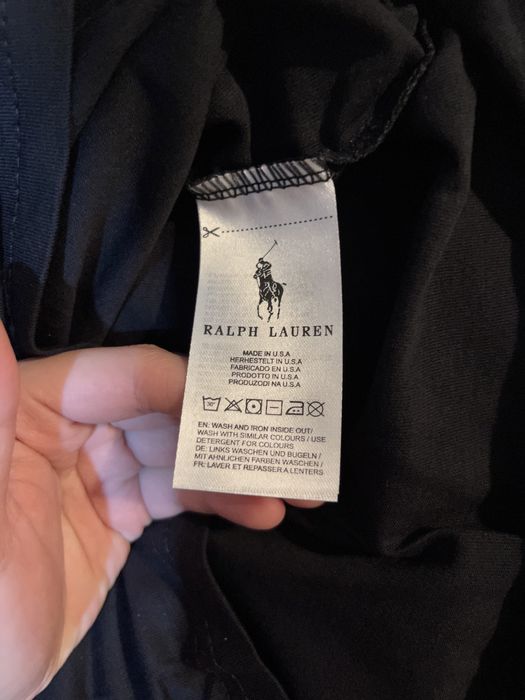 RALPH LAUREN
MADE IN U.S.A
HERHESTELT IN U.S.A
FABRICADO EN U.S.A
PRODOTTO IN U.S.A
PRODUZODI NA U.S.A
30°
EN: WASH AND IRON INSIDE OUT/
WASH WITH SIMILAR COLOURS / USE
DETERGENT FOR COLOURS
DE: LINKS WASCHEN UND BUGELN /
MIT AHNLICHEN FARBEN WASCHEN /
FR: LAVER ET REPASSER A LENTERS